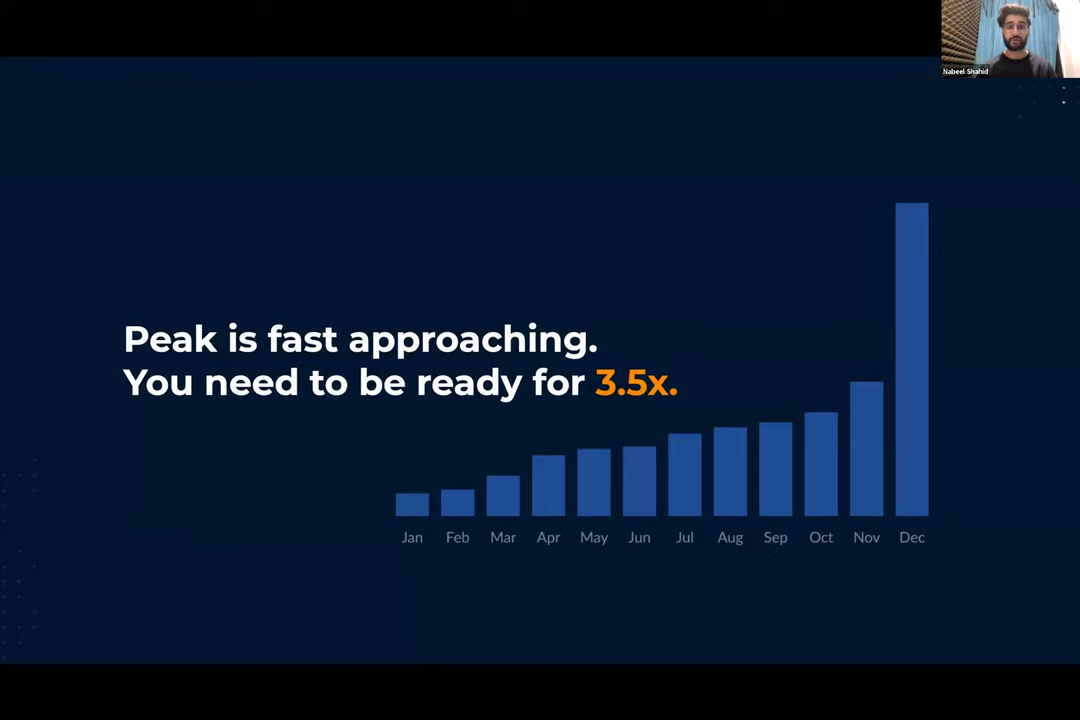 Nabeel Shahid
Peak is fast approaching.
You need to be ready for 3.5x.
Jan Feb Mar Apr May Jun Jul Aug Sep Oct Nov Dec